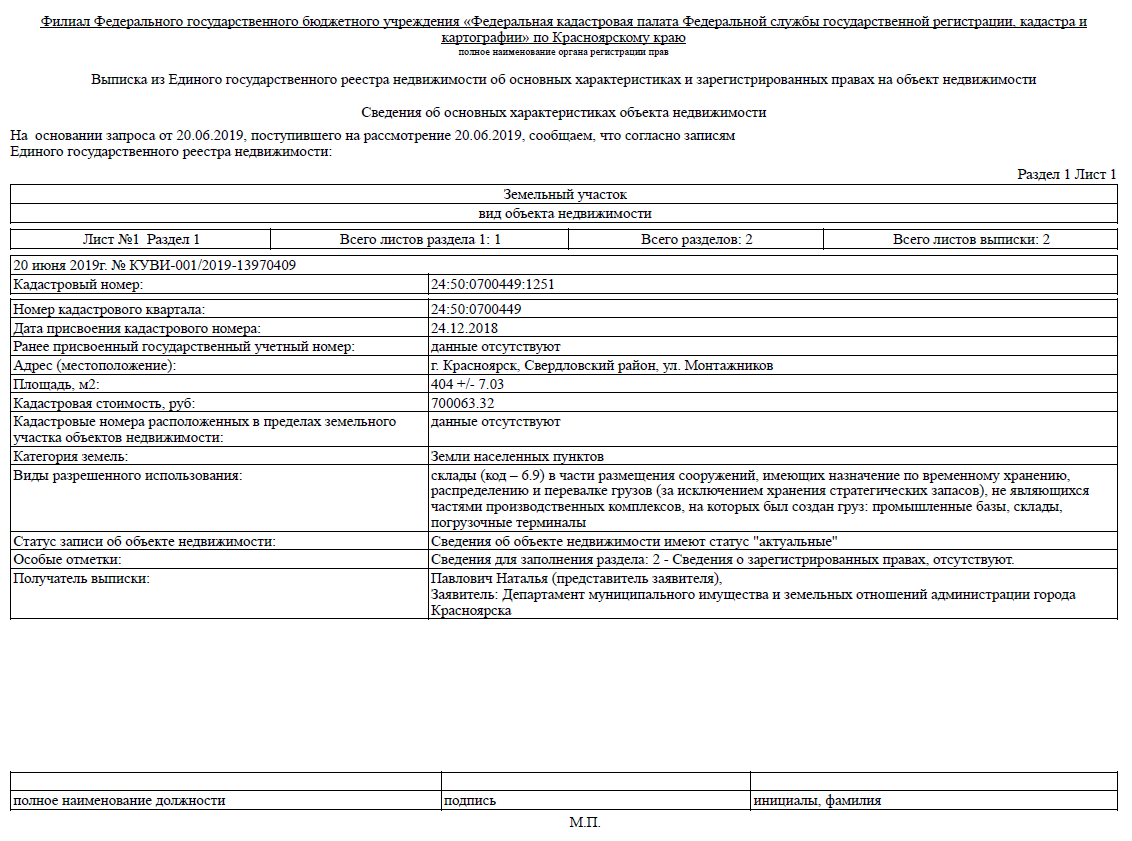 Филиал Федерального государственного бюджетного учреждения «Федеральная кадастровая палата Федеральной службы государственной регистрации, кадастра и
картографии» по Красноярскому краю
полное наименование органа регистрации прав
Выписка из Единого государственного реестра недвижимости об основных характеристиках и зарегистрированных правах на объект недвижимости
Сведения об основных характеристиках объекта недвижимости
На основании запроса от 20.06.2019, поступившего на рассмотрение 20.06.2019, сообщаем, что согласно записям
Единого государственного реестра недвижимости:
Раздел 1 Лист 1
Земельный участок
вид объекта недвижимости
Лист №1 Раздел 1 Всего листов раздела 1: 1 Всего разделов: 2 Всего листов выписки: 2
20 июня 2019г. № КУВИ-001/2019-13970409
Кадастровый номер: 24:50:0700449:1251
Номер кадастрового квартала: 24:50:0700449
Дата присвоения кадастрового номера: 24.12.2018
Ранее присвоенный государственный учетный номер: данные отсутствуют
Адрес (местоположение): г. Красноярск, Свердловский район, ул. Монтажников
Площадь, м2: 404 +/- 7.03
Кадастровая стоимость, руб: 700063.32
Кадастровые номера расположенных в пределах земельного данные отсутствуют
участка объектов недвижимости:
Категория земель: Земли населенных пунктов
Виды разрешенного использования: склады (код – 6.9) в части размещения сооружений, имеющих назначение по временному хранению,
распределению и перевалке грузов (за исключением хранения стратегических запасов), не являющихся
частями производственных комплексов, на которых был создан груз: промышленные базы, склады,
погрузочные терминалы
Статус записи об объекте недвижимости: Сведения об объекте недвижимости имеют статус "актуальные"
Особые отметки: Сведения для заполнения раздела: 2 - Сведения о зарегистрированных правах, отсутствуют.
Получатель выписки: Павлович Наталья (представитель заявителя),
Заявитель: Департамент муниципального имущества и земельных отношений администрации города
Красноярска
полное наименование должности подпись инициалы, фамилия
М.П.